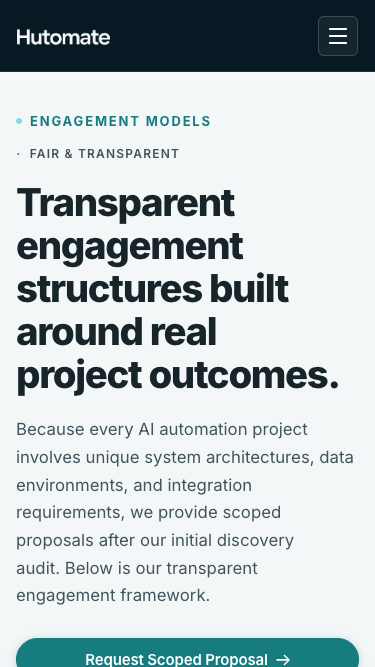 Hutomate
ENGAGEMENT MODELS
· FAIR & TRANSPARENT
Transparent
engagement
structures built
around real
project outcomes.
Because every AI automation project
involves unique system architectures, data
environments, and integration
requirements, we provide scoped
proposals after our initial discovery
audit. Below is our transparent
engagement framework.
Request Scoped Proposal →